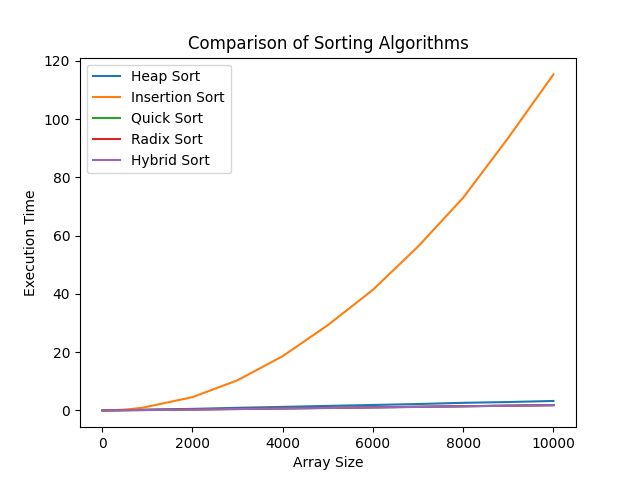 Comparison of Sorting Algorithms
120
100
80
60
40
20
0
Execution Time
Heap Sort
Insertion Sort
Quick Sort
Radix Sort
Hybrid Sort
0 2000 4000 6000 8000 10000
Array Size